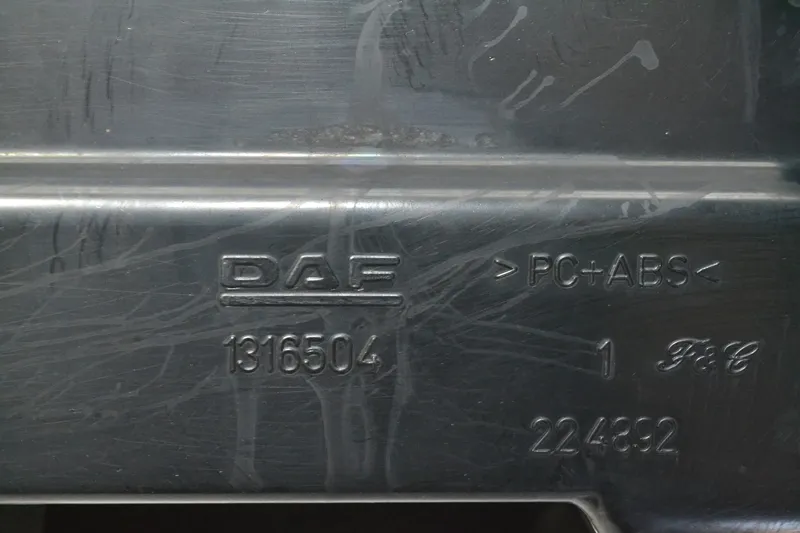 DAF
>PC+ABS<
1316504
1 F&C
224892